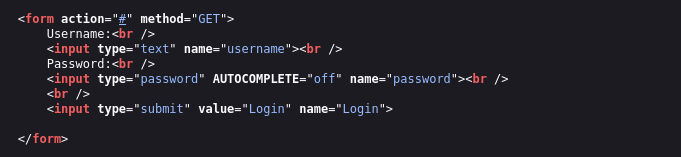 <form action="#" method="GET">
Username:<br />
<input type="text" name="username"><br />
Password:<br />
<input type="password" AUTOCOMPLETE="off" name="password"><br />
<br />
<input type="submit" value="Login" name="Login">
</form>